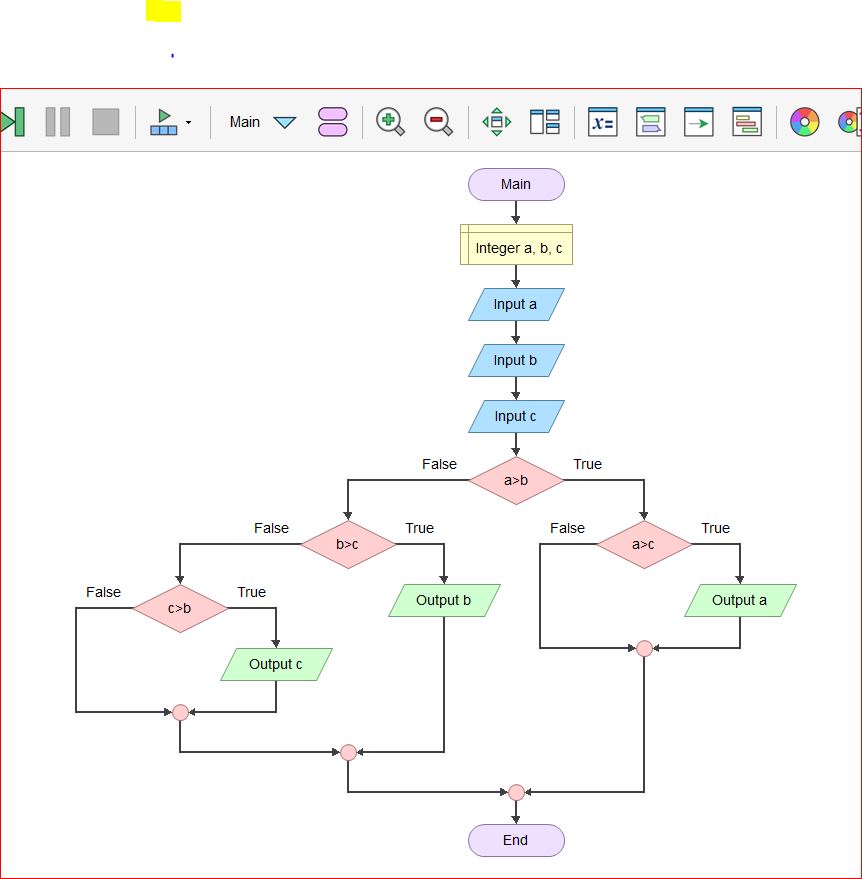 Main
x=
Main
Integer a, b, c
Input a
Input b
Input c
False
True
a>b
False
True
False
True
b>c
a>c
False
True
Output b
Output a
c>b
Output c
End